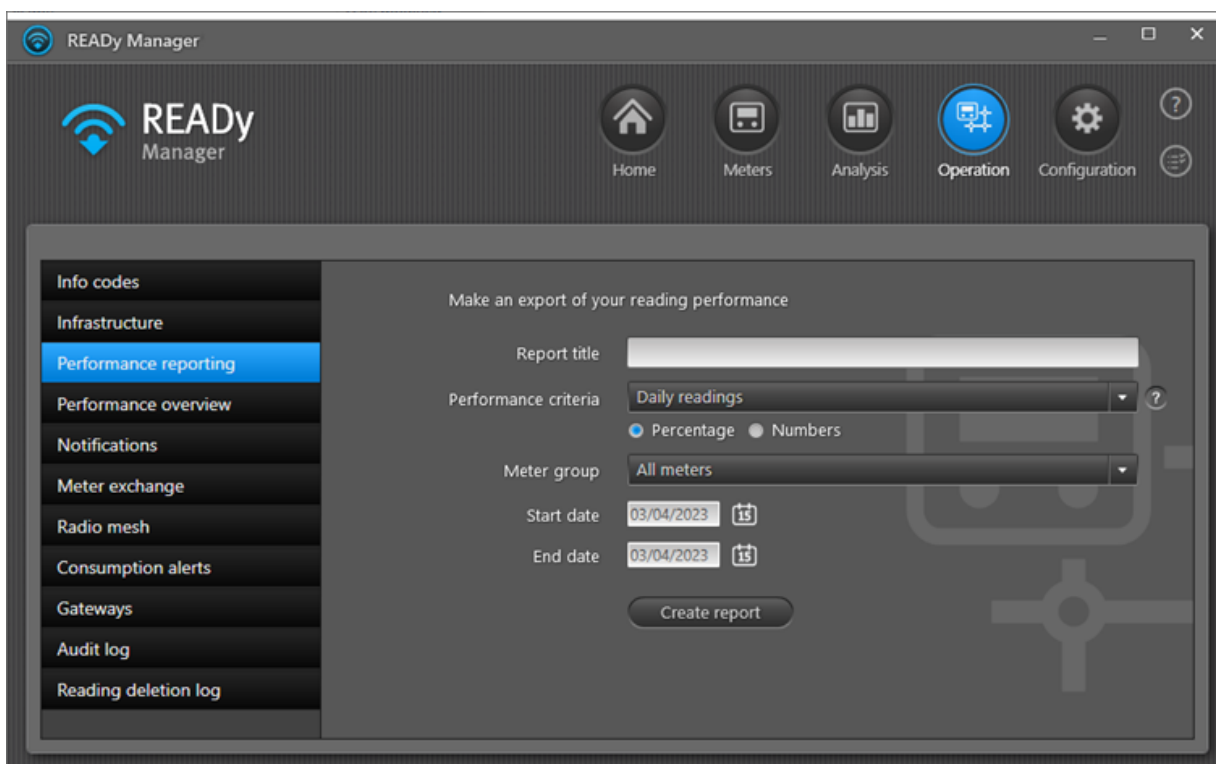 READy Manager
READy
Manager
Home Meters Analysis Operation Configuration
?
Info codes
Infrastructure
Performance reporting
Performance overview
Notifications
Meter exchange
Radio mesh
Consumption alerts
Gateways
Audit log
Reading deletion log
Make an export of your reading performance
Report title
Performance criteria Daily readings ?
Percentage Numbers
Meter group All meters
Start date 03/04/2023 15
End date 03/04/2023 15
Create report